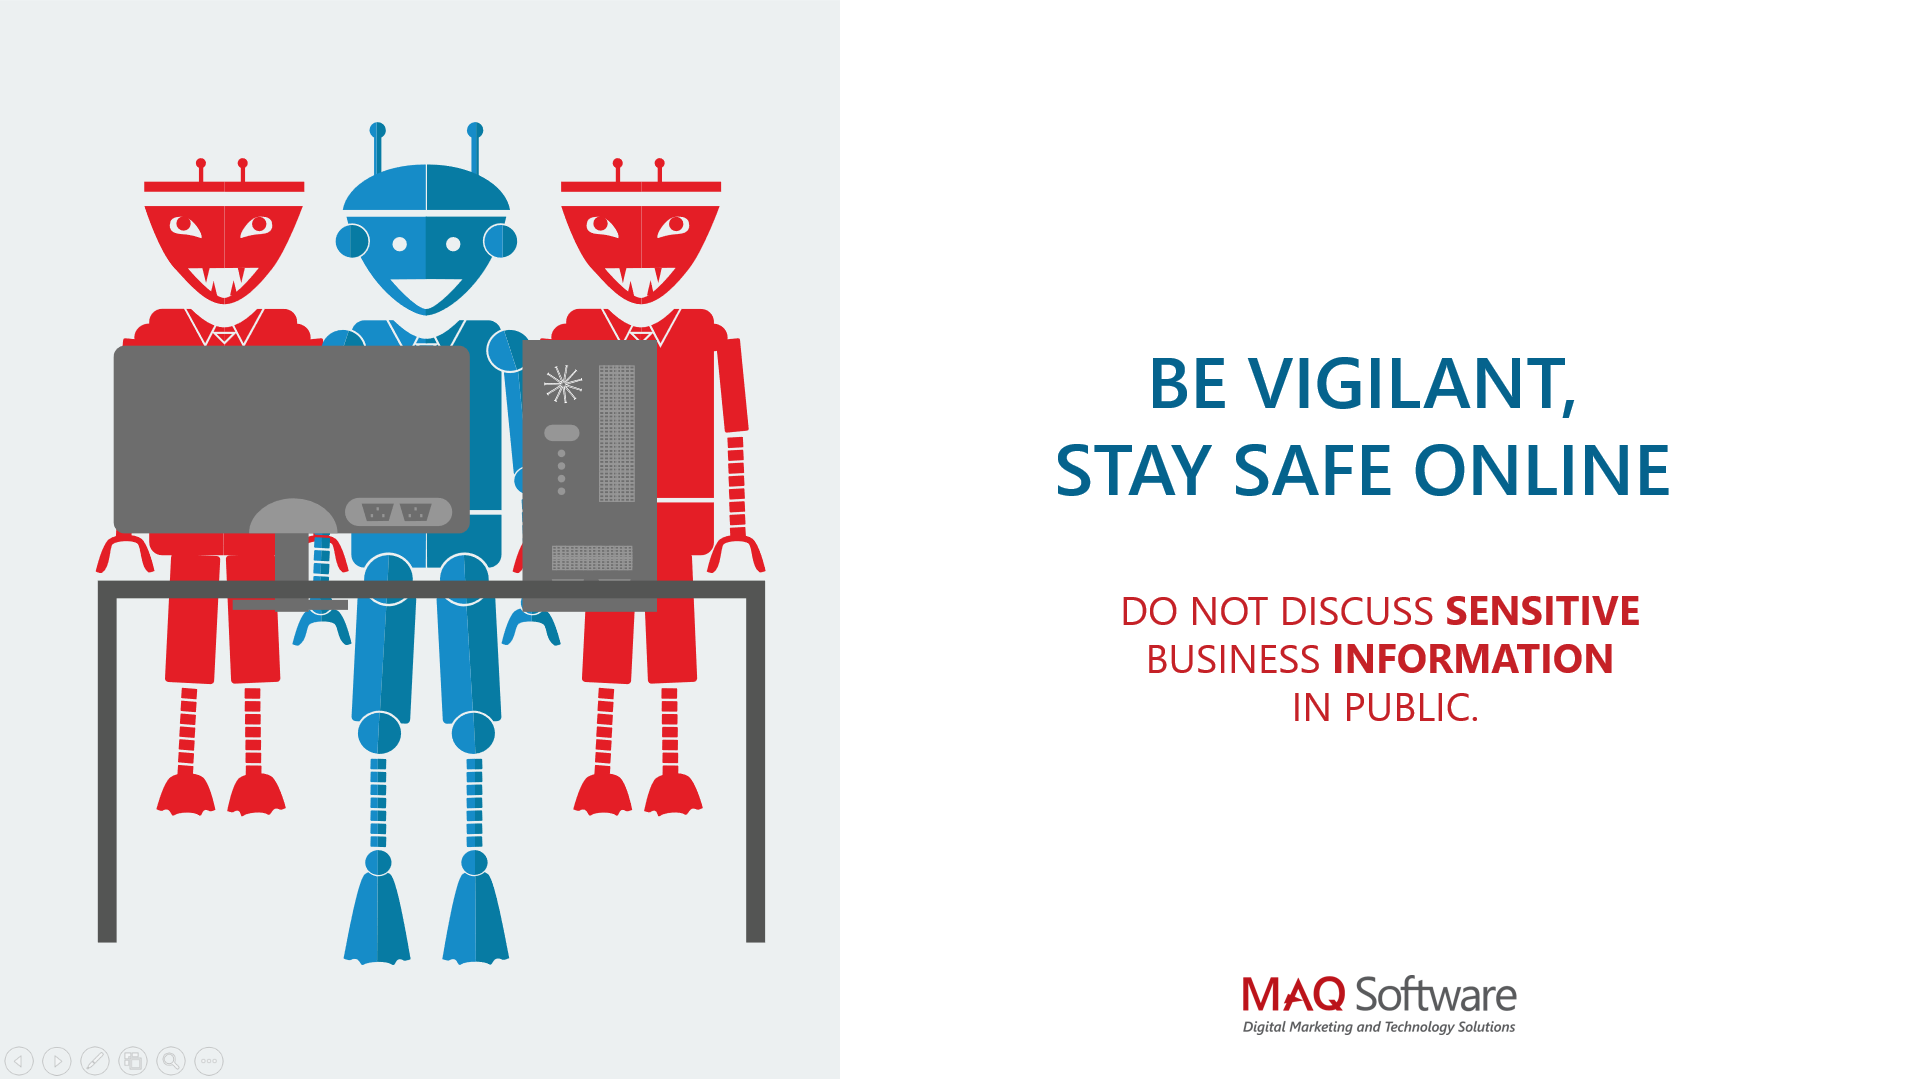 BE VIGILANT,
STAY SAFE ONLINE
DO NOT DISCUSS SENSITIVE
BUSINESS INFORMATION
IN PUBLIC.
MAQ Software
Digital Marketing and Technology Solutions